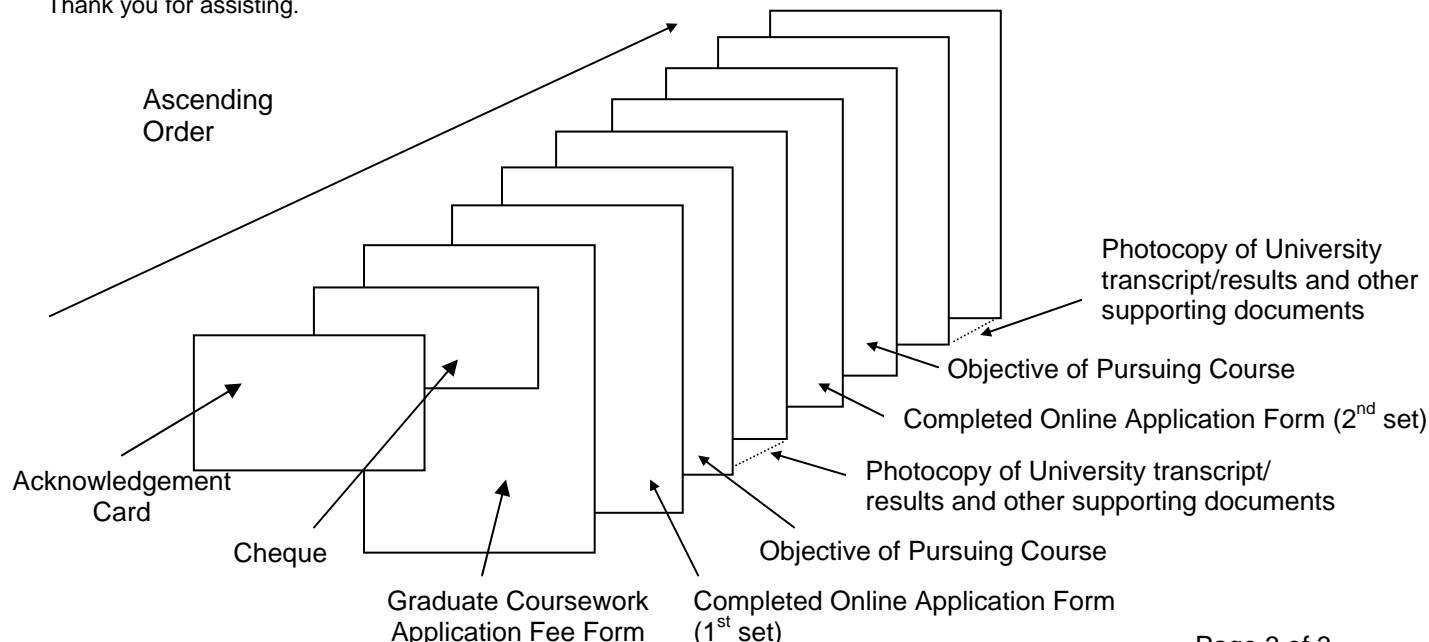 Thank you for assisting.
Ascending
Order
Photocopy of University
transcript/results and other
supporting documents
Objective of Pursuing Course
Completed Online Application Form (2nd set)
Photocopy of University transcript/
results and other supporting documents
Objective of Pursuing Course
Acknowledgement
Card
Cheque
Graduate Coursework
Application Fee Form
Completed Online Application Form
(1st set)